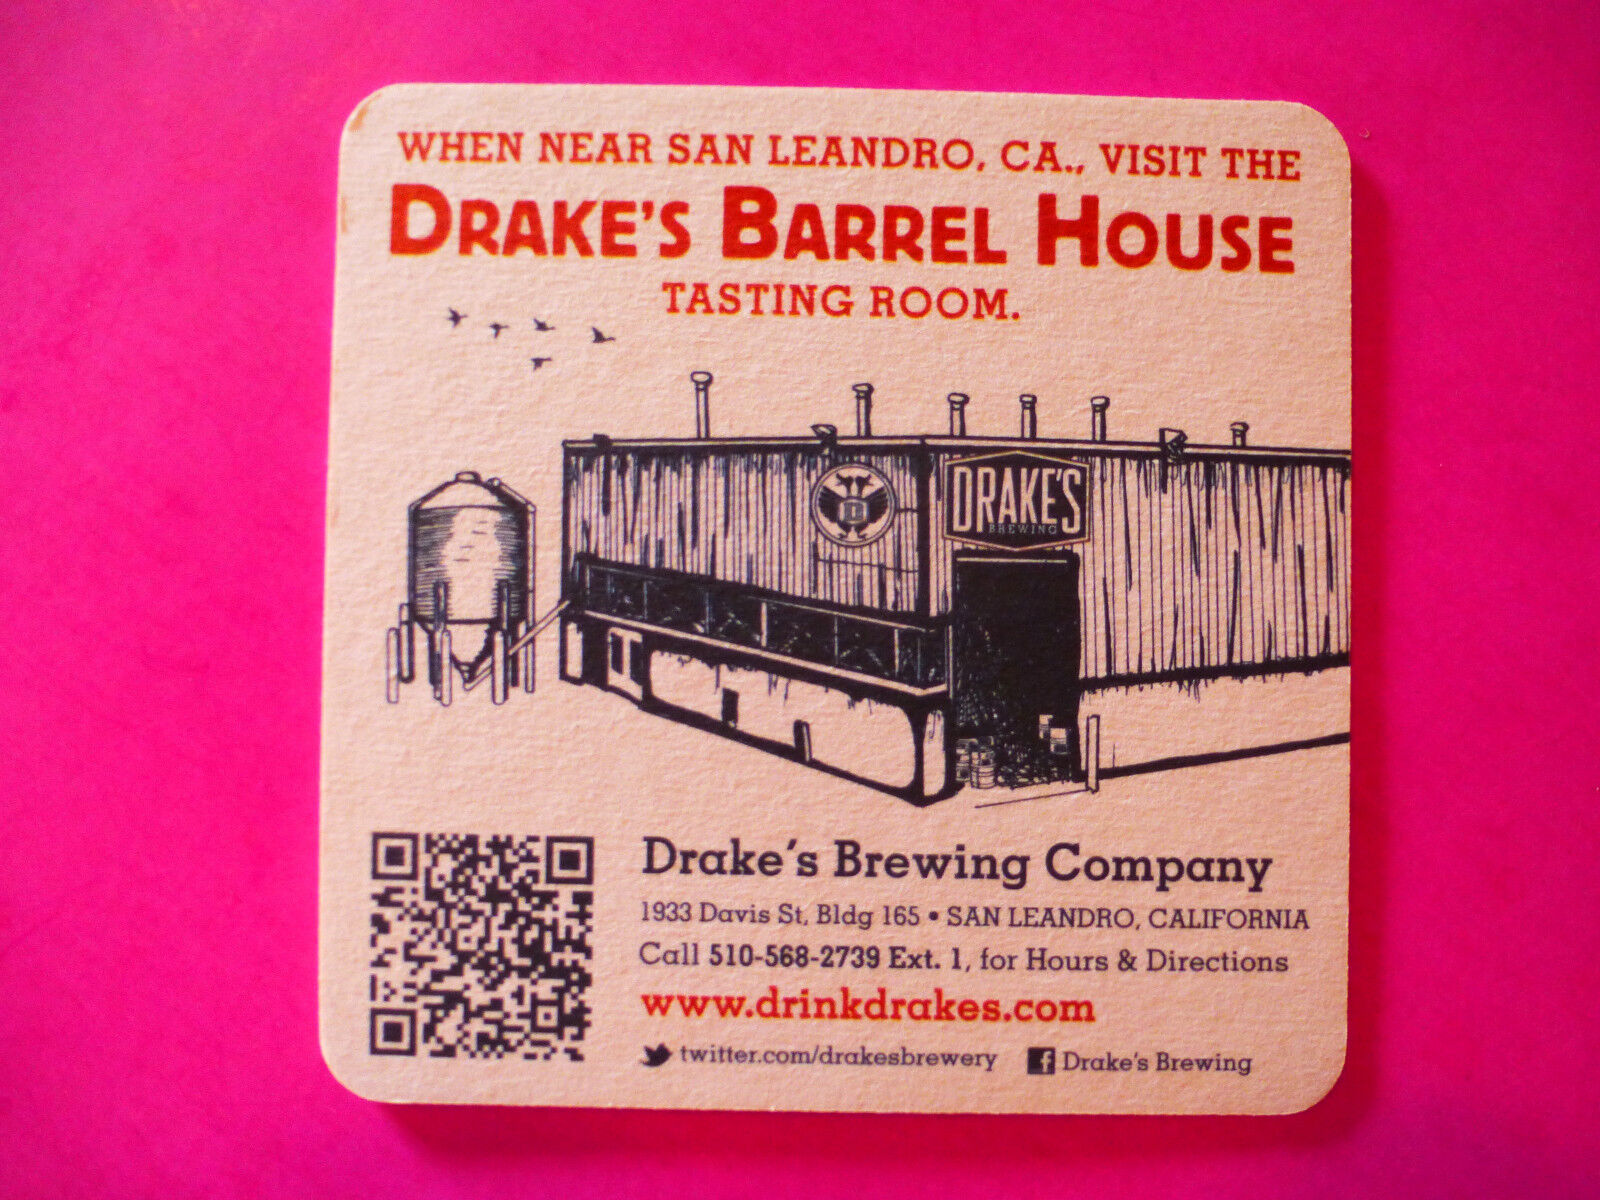 WHEN NEAR SAN LEANDRO, CA., VISIT THE
DRAKE'S BARREL HOUSE
TASTING ROOM.
D
DRAKE'S
BREWING
Drake's Brewing Company
1933 Davis St, Bldg 165 • SAN LEANDRO, CALIFORNIA
Call 510-568-2739 Ext. 1, for Hours & Directions
www.drinkdrakes.com
twitter.com/drakesbrewery
f Drake's Brewing